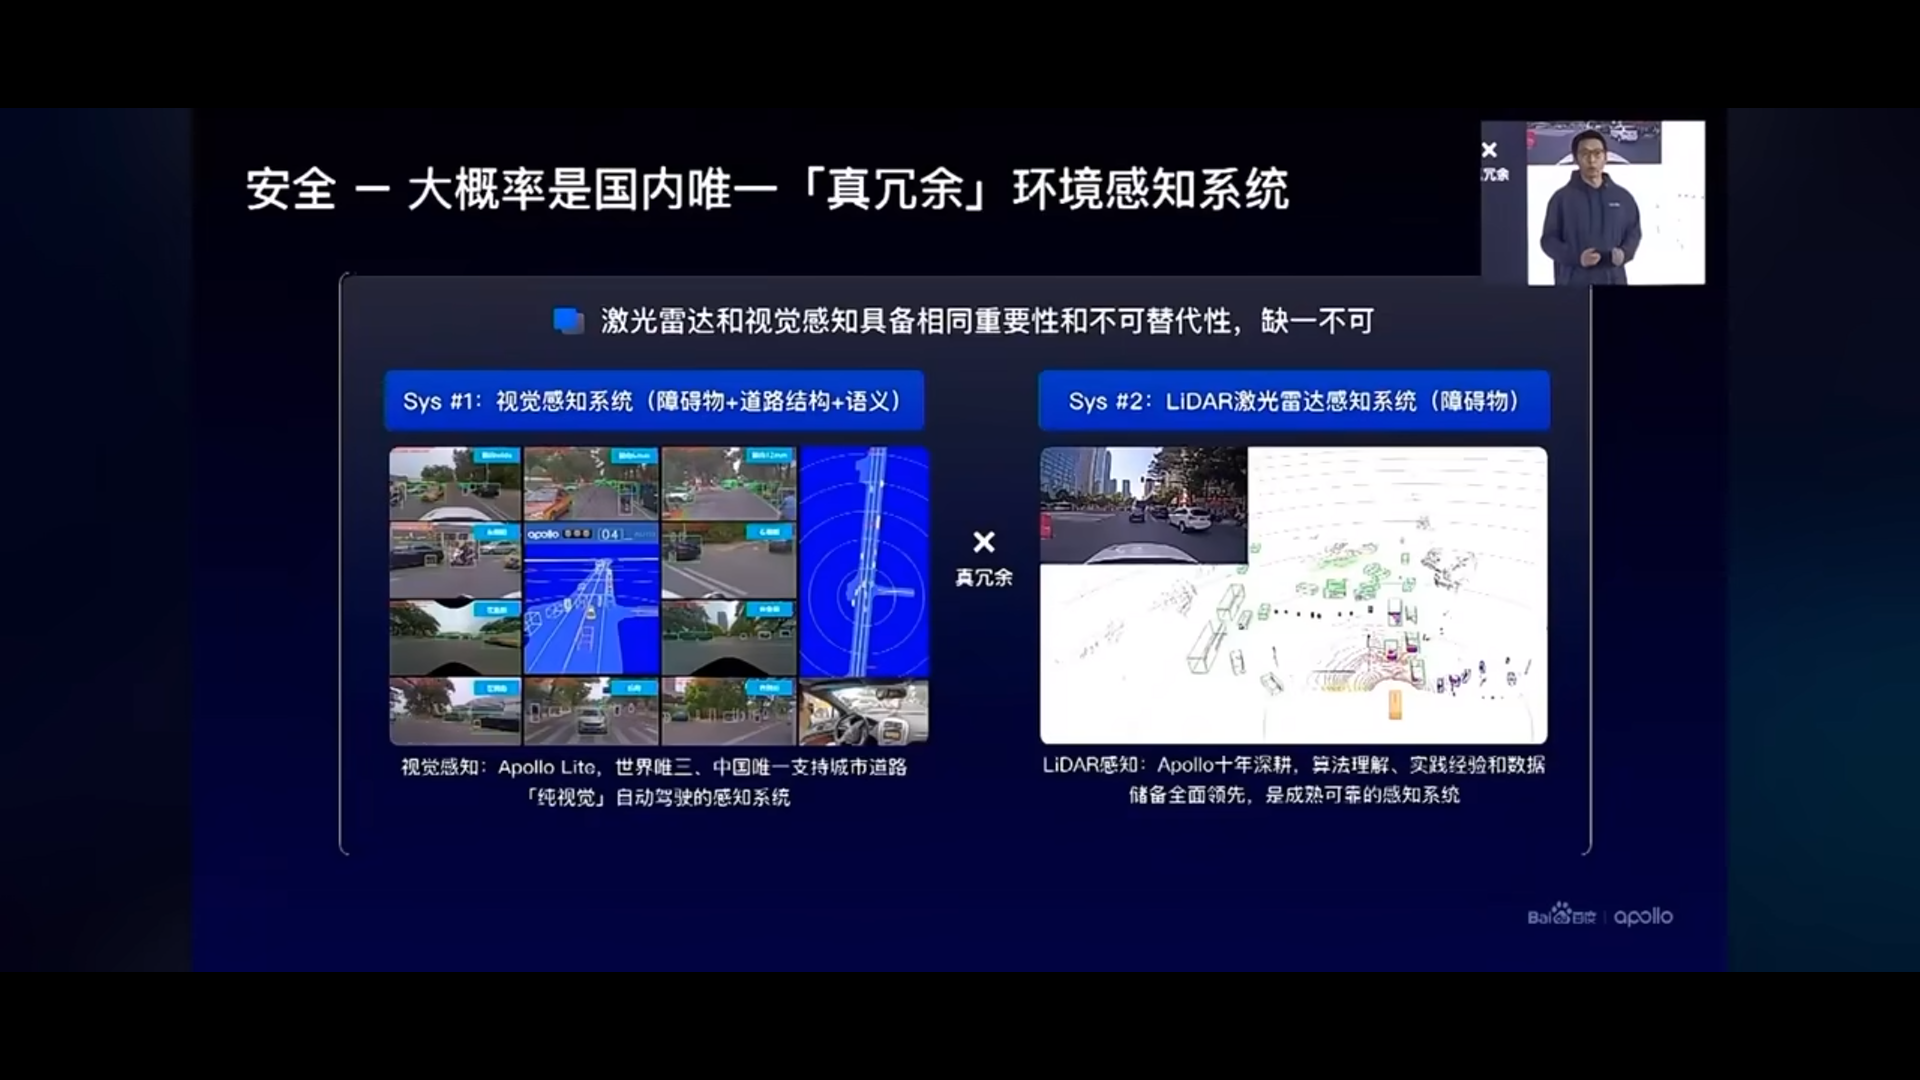 安全 － 大概率是国内唯一「真冗余」环境感知系统
冗余
激光雷达和视觉感知具备相同重要性和不可替代性，缺一不可
Sys #1：视觉感知系统（障碍物+道路结构+语义）
Sys #2：LiDAR激光雷达感知系统（障碍物）
apollo
(04)
真冗余
视觉感知：Apollo Lite，世界唯三、中国唯一支持城市道路
「纯视觉」自动驾驶的感知系统
LiDAR感知：Apollo十年深耕，算法理解、实践经验和数据
储备全面领先，是成熟可靠的感知系统
Bai百度 | apollo